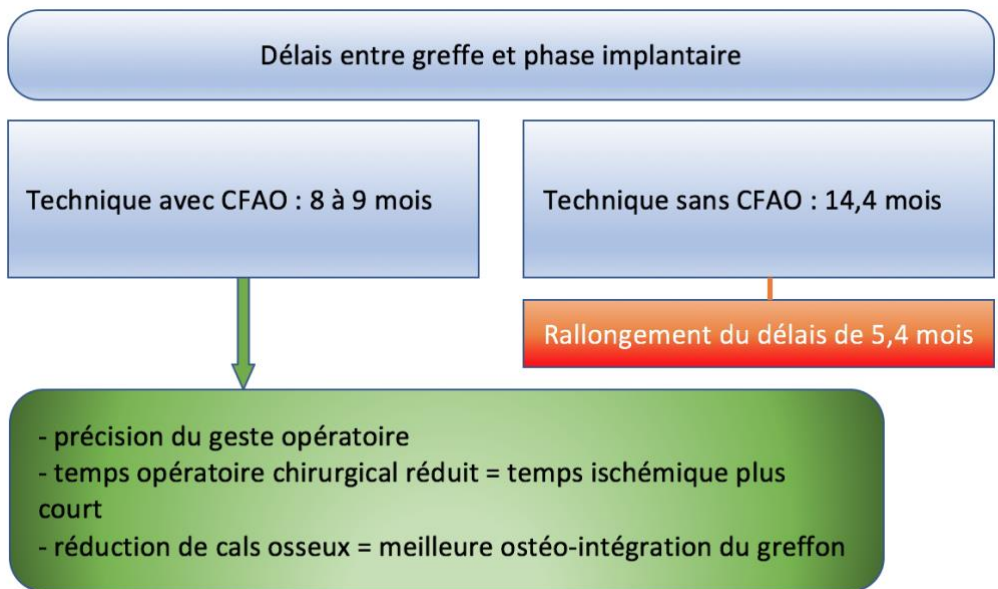 Délais entre greffe et phase implantaire
Technique avec CFAO : 8 à 9 mois
Technique sans CFAO : 14,4 mois
Rallongement du délais de 5,4 mois
- précision du geste opératoire
- temps opératoire chirurgical réduit = temps ischémique plus
court
- réduction de cals osseux = meilleure ostéo-intégration du greffon